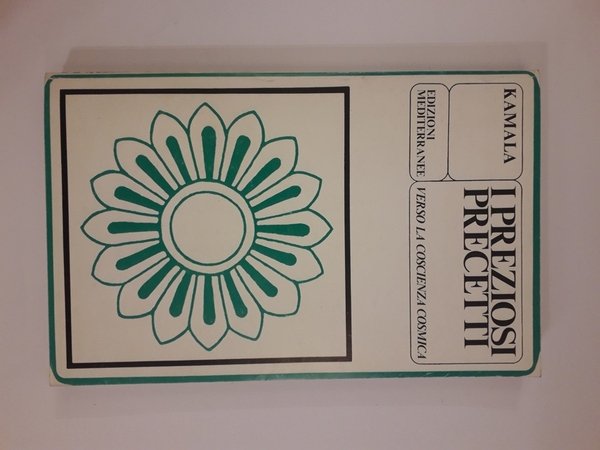 KAMALA
I PREZIOSI
PRECETTI
EDIZIONI
MEDITERRANEE
VERSO LA COSCIENZA COSMICA